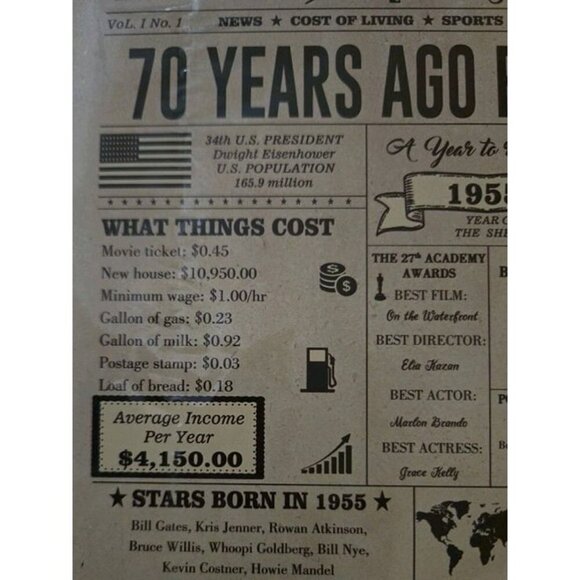 VoL. I No. 1
NEWS ★ COST OF LIVING ★ SPORTS
70 YEARS AGO
34th U.S. PRESIDENT
Dwight Eisenhower
U.S. POPULATION
165.9 million
WHAT THINGS COST
Movie ticket: $0.45
New house: $10,950.00
Minimum wage: $1.00/hr
Gallon of gas: $0.23
Gallon of milk: $0.92
Postage stamp: $0.03
Loaf of bread: $0.18
Average Income
Per Year
$4,150.00
A Year to
1955
YEAR O
THE SHE
THE 27th ACADEMY
AWARDS
BEST FILM:
On the Waterfront
BEST DIRECTOR:
Elia Kazan
BEST ACTOR:
Marlon Brando
BEST ACTRESS:
Grace Kelly
★ STARS BORN IN 1955 ★
Bill Gates, Kris Jenner, Rowan Atkinson,
Bruce Willis, Whoopi Goldberg, Bill Nye,
Kevin Costner, Howie Mandel